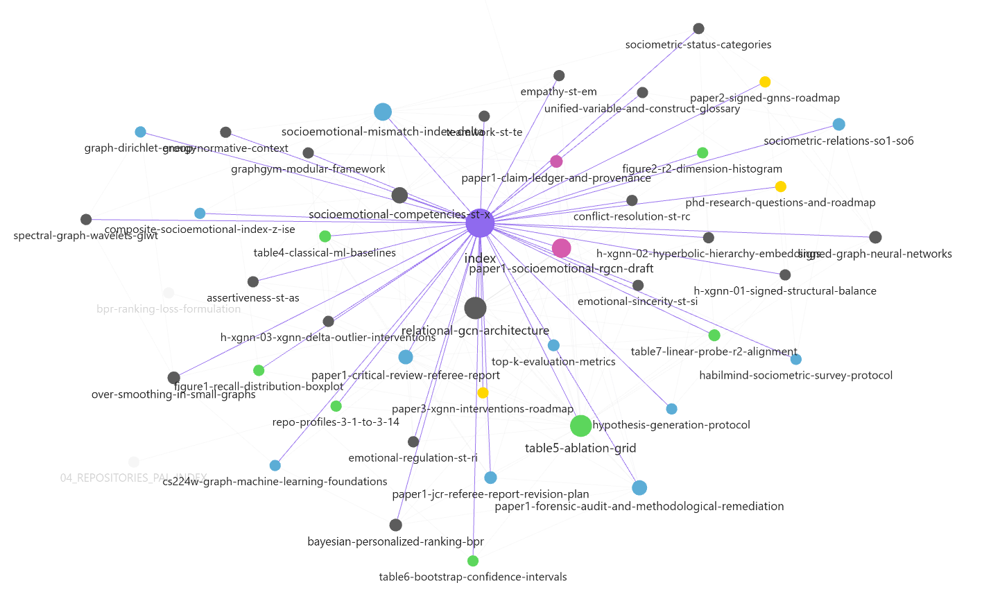 sociometric-status-categories
empathy-st-em
paper2-signed-gnns-roadmap
unified-variable-and-construct-glossary
socioemotional-mismatch-index-delta
teamwork-st-te
sociometric-relations-so1-so6
graph-dirichlet-energy
group-normative-context
graphgym-modular-framework
figure2-r2-dimension-histogram
paper1-claim-ledger-and-provenance
phd-research-questions-and-roadmap
socioemotional-competencies-st-x
conflict-resolution-st-rc
composite-socioemotional-index-z-ise
spectral-graph-wavelets-glwt
table4-classical-ml-baselines
h-xgnn-02-hyperbolic-hierarchy-embeddings
signed-graph-neural-networks
index
paper1-socioemotional-rgcn-draft
h-xgnn-01-signed-structural-balance
assertiveness-st-as
emotional-sincerity-st-si
bpr-ranking-loss-formulation
relational-gcn-architecture
h-xgnn-03-xgnn-delta-outlier-interventions
table7-linear-probe-r2-alignment
top-k-evaluation-metrics
paper1-critical-review-referee-report
habilmind-sociometric-survey-protocol
figure1-recall-distribution-boxplot
over-smoothing-in-small-graphs
paper3-xgnn-interventions-roadmap
repo-profiles-3-1-to-3-14
hypothesis-generation-protocol
table5-ablation-grid
emotional-regulation-st-ri
04_REPOSITORIES_PAL_INDEX
cs224w-graph-machine-learning-foundations
paper1-jcr-referee-report-revision-plan
paper1-forensic-audit-and-methodological-remediation
bayesian-personalized-ranking-bpr
table6-bootstrap-confidence-intervals